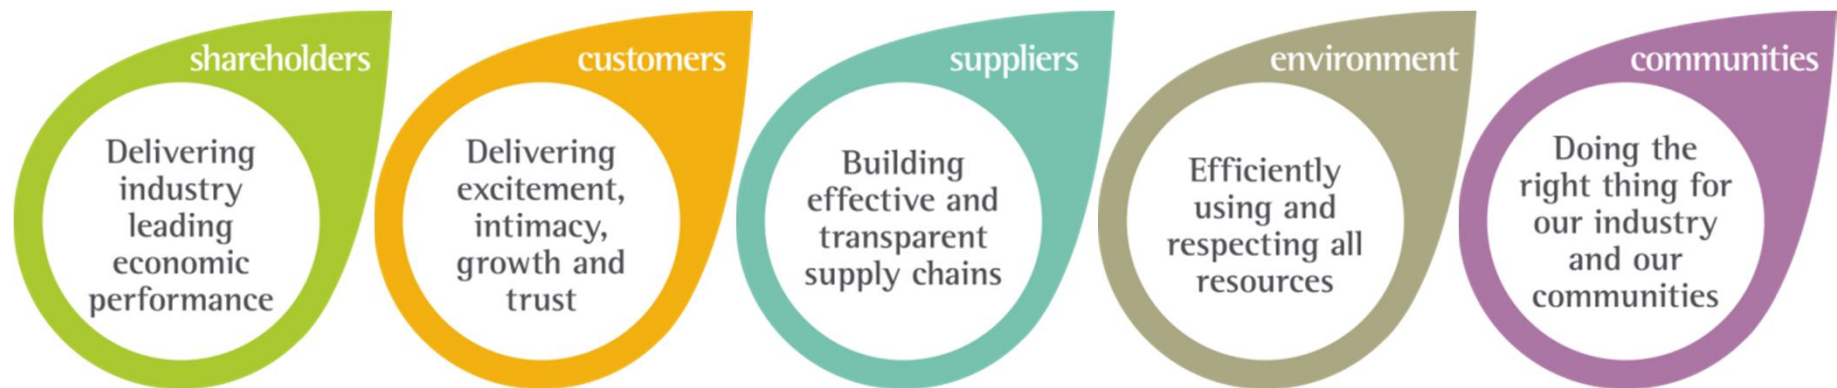 shareholders
Delivering
industry
leading
economic
performance
customers
Delivering
excitement,
intimacy,
growth and
trust
suppliers
Building
effective and
transparent
supply chains
environment
Efficiently
using and
respecting all
resources
communities
Doing the
right thing for
our industry
and our
communities